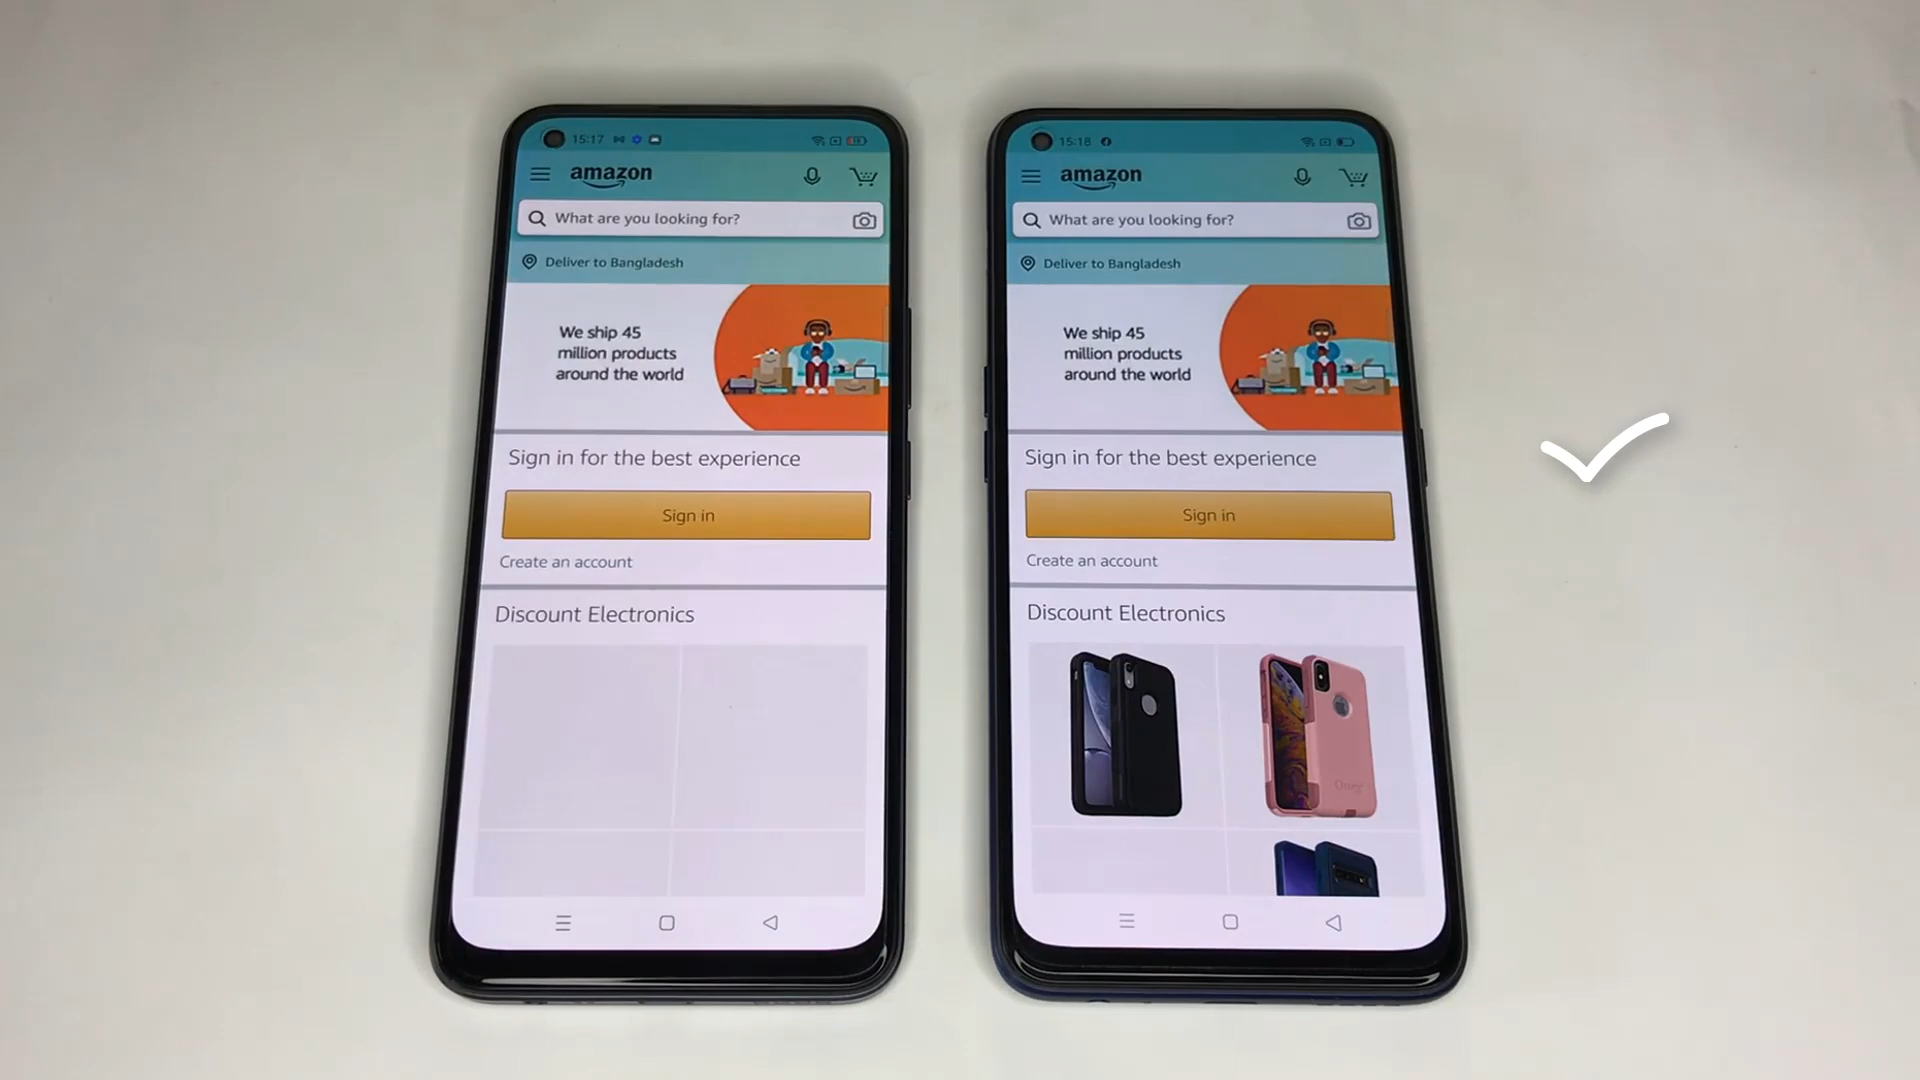 15:17
amazon
What are you looking for?
Deliver to Bangladesh
We ship 45
million products
around the world
Sign in for the best experience
Sign in
Create an account
Discount Electronics
15:18
amazon
What are you looking for?
Deliver to Bangladesh
We ship 45
million products
around the world
Sign in for the best experience
Sign in
Create an account
Discount Electronics